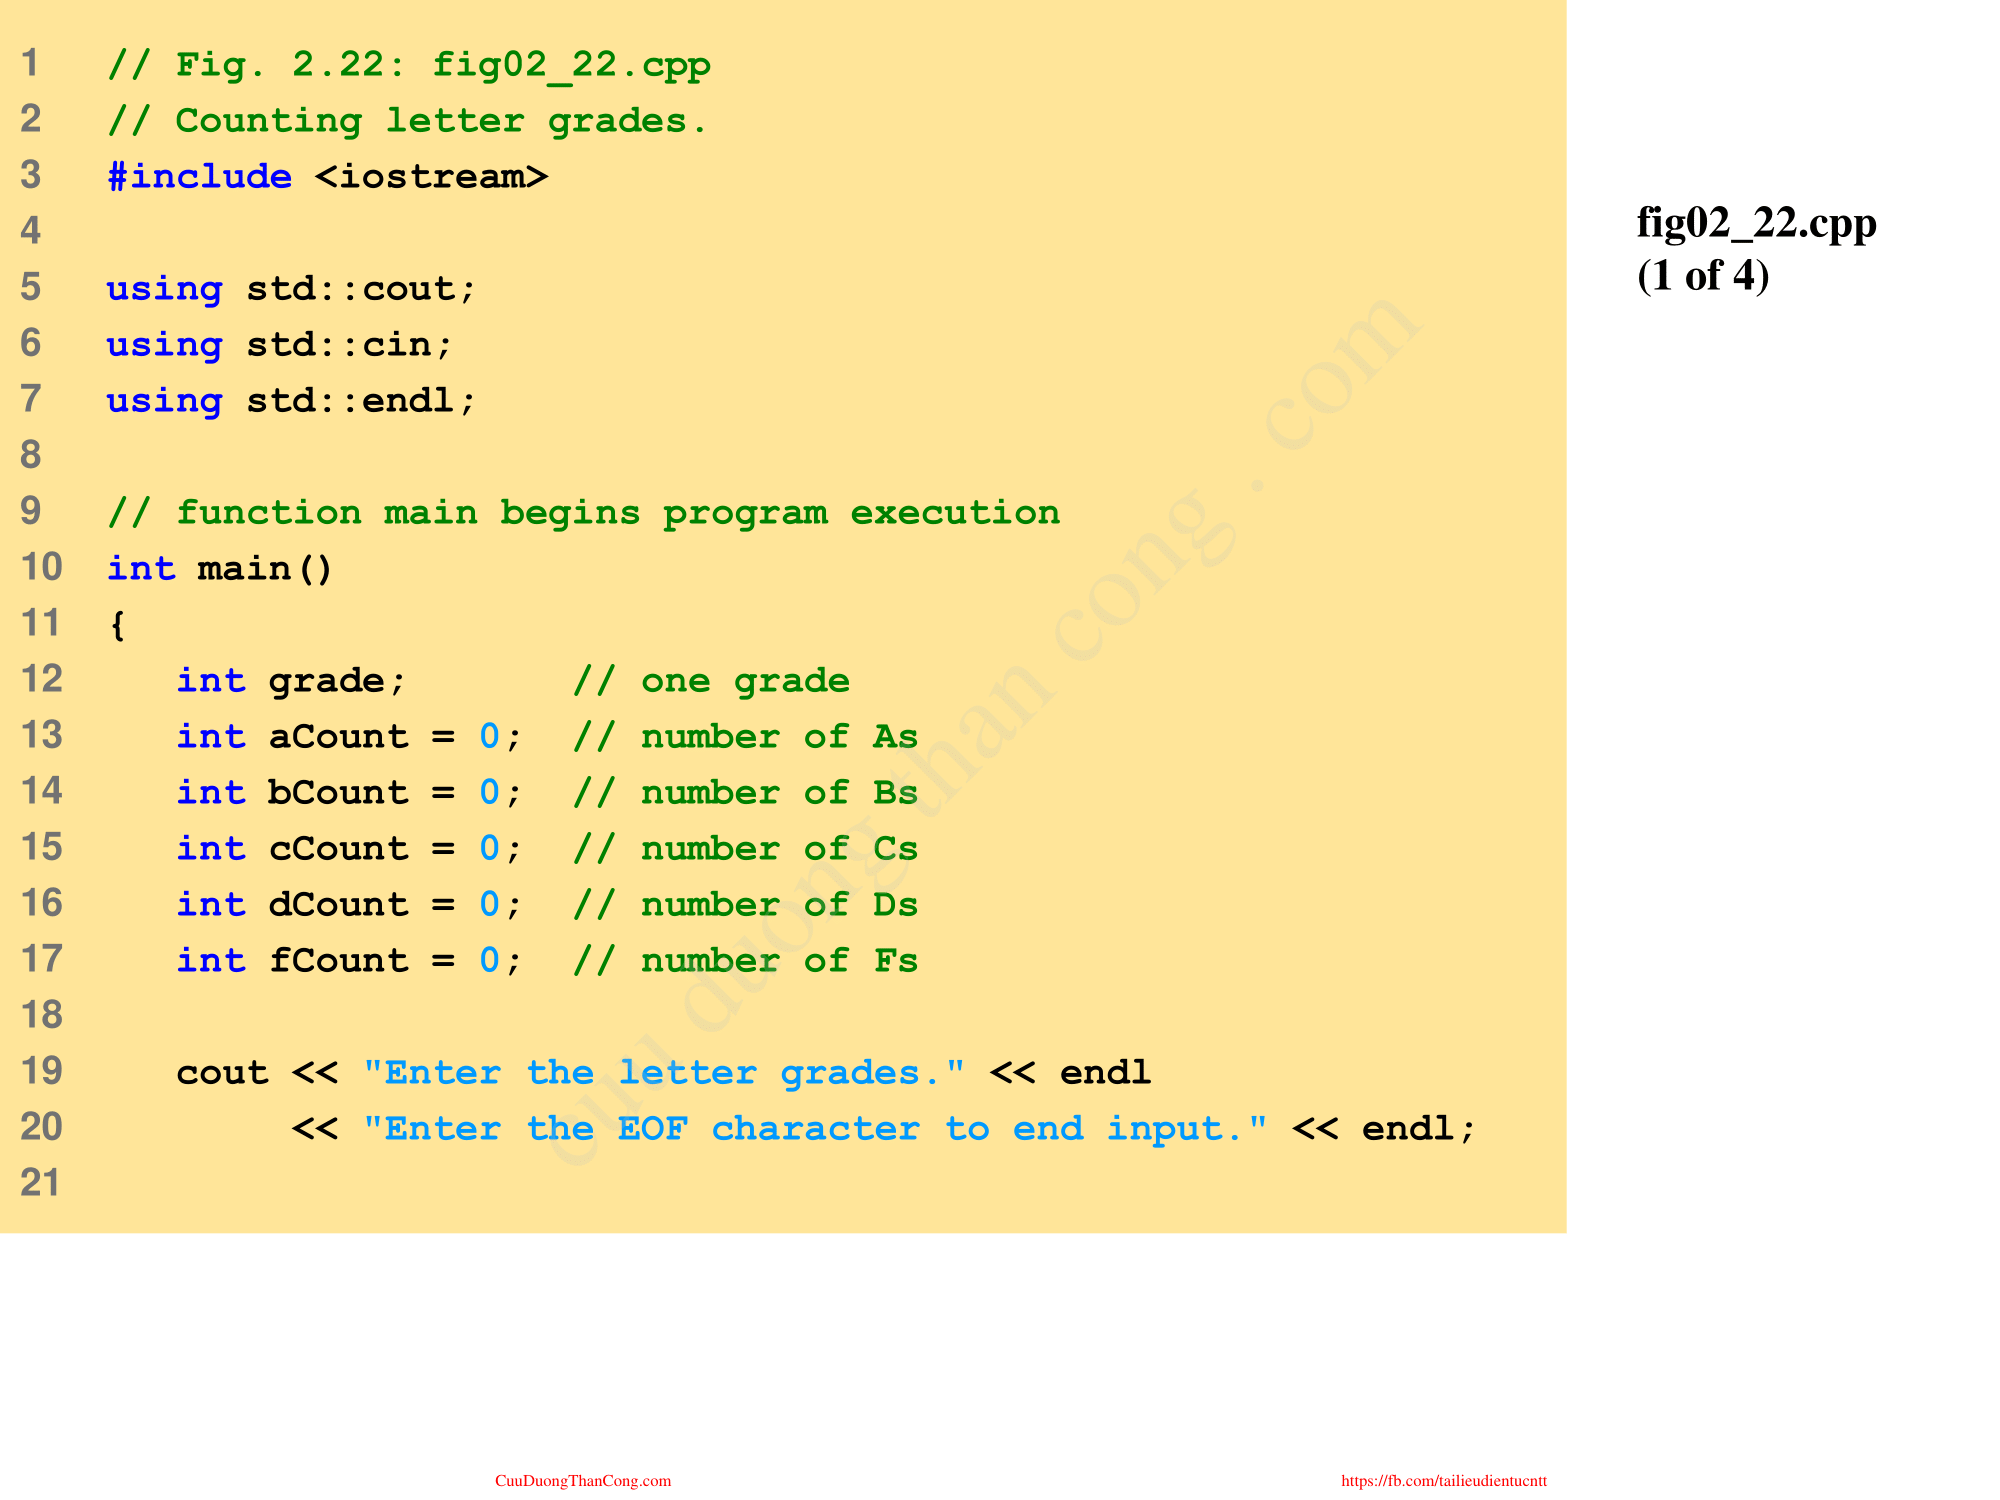 1 // Fig. 2.22: fig02_22.cpp
2 // Counting letter grades.
3 #include <iostream>
4
5 using std::cout;
6 using std::cin;
7 using std::endl;
8
9 // function main begins program execution
10 int main()
11 {
12    int grade;       // one grade
13    int aCount = 0;  // number of As
14    int bCount = 0;  // number of Bs
15    int cCount = 0;  // number of Cs
16    int dCount = 0;  // number of Ds
17    int fCount = 0;  // number of Fs
18
19    cout << "Enter the letter grades." << endl
20         << "Enter the EOF character to end input." << endl;
21
fig02_22.cpp
(1 of 4)
cuu duong than cong . com
CuuDuongThanCong.com
https://fb.com/tailieudientucntt